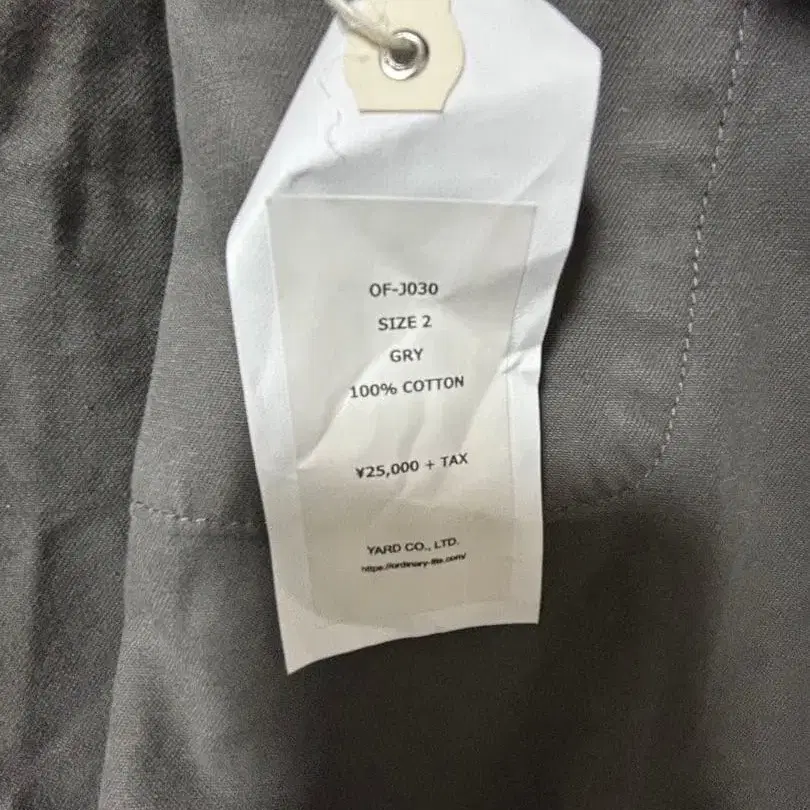 OF-J030
SIZE 2
GRY
100% COTTON
¥25,000 + TAX
YARD CO., LTD.
https://ordinary-fits.com/